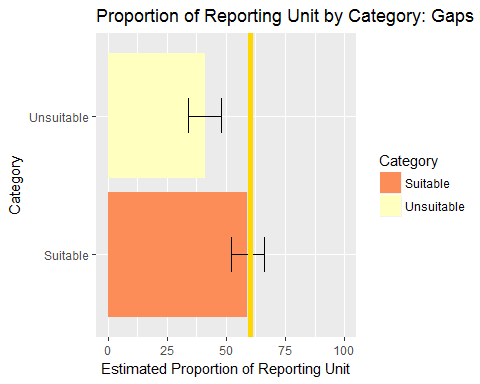 Proportion of Reporting Unit by Category: Gaps
Category
Unsuitable
Suitable
0 25 50 75 100
Estimated Proportion of Reporting Unit
Category
Suitable
Unsuitable